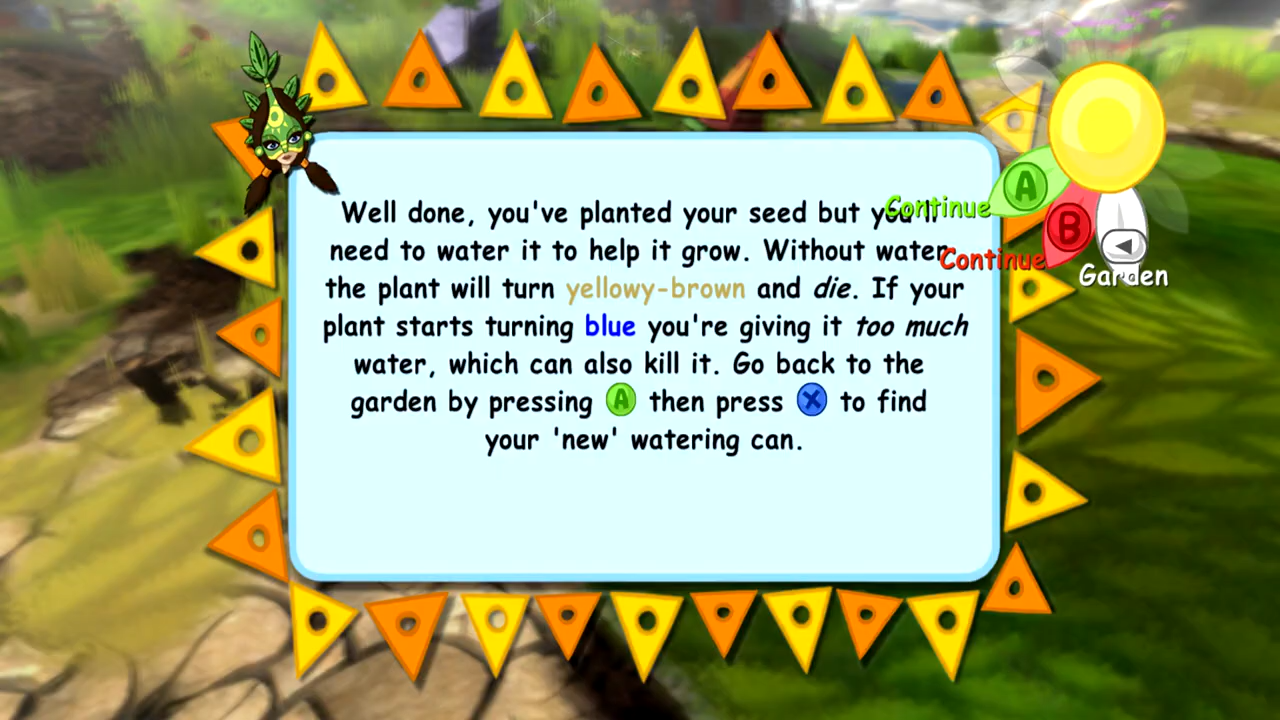 Well done, you've planted your seed but you'll
need to water it to help it grow. Without water
the plant will turn yellowy-brown and die. If your
plant starts turning blue you're giving it too much
water, which can also kill it. Go back to the
garden by pressing A then press X to find
your 'new' watering can.
A
Continue
B
Continue
Garden